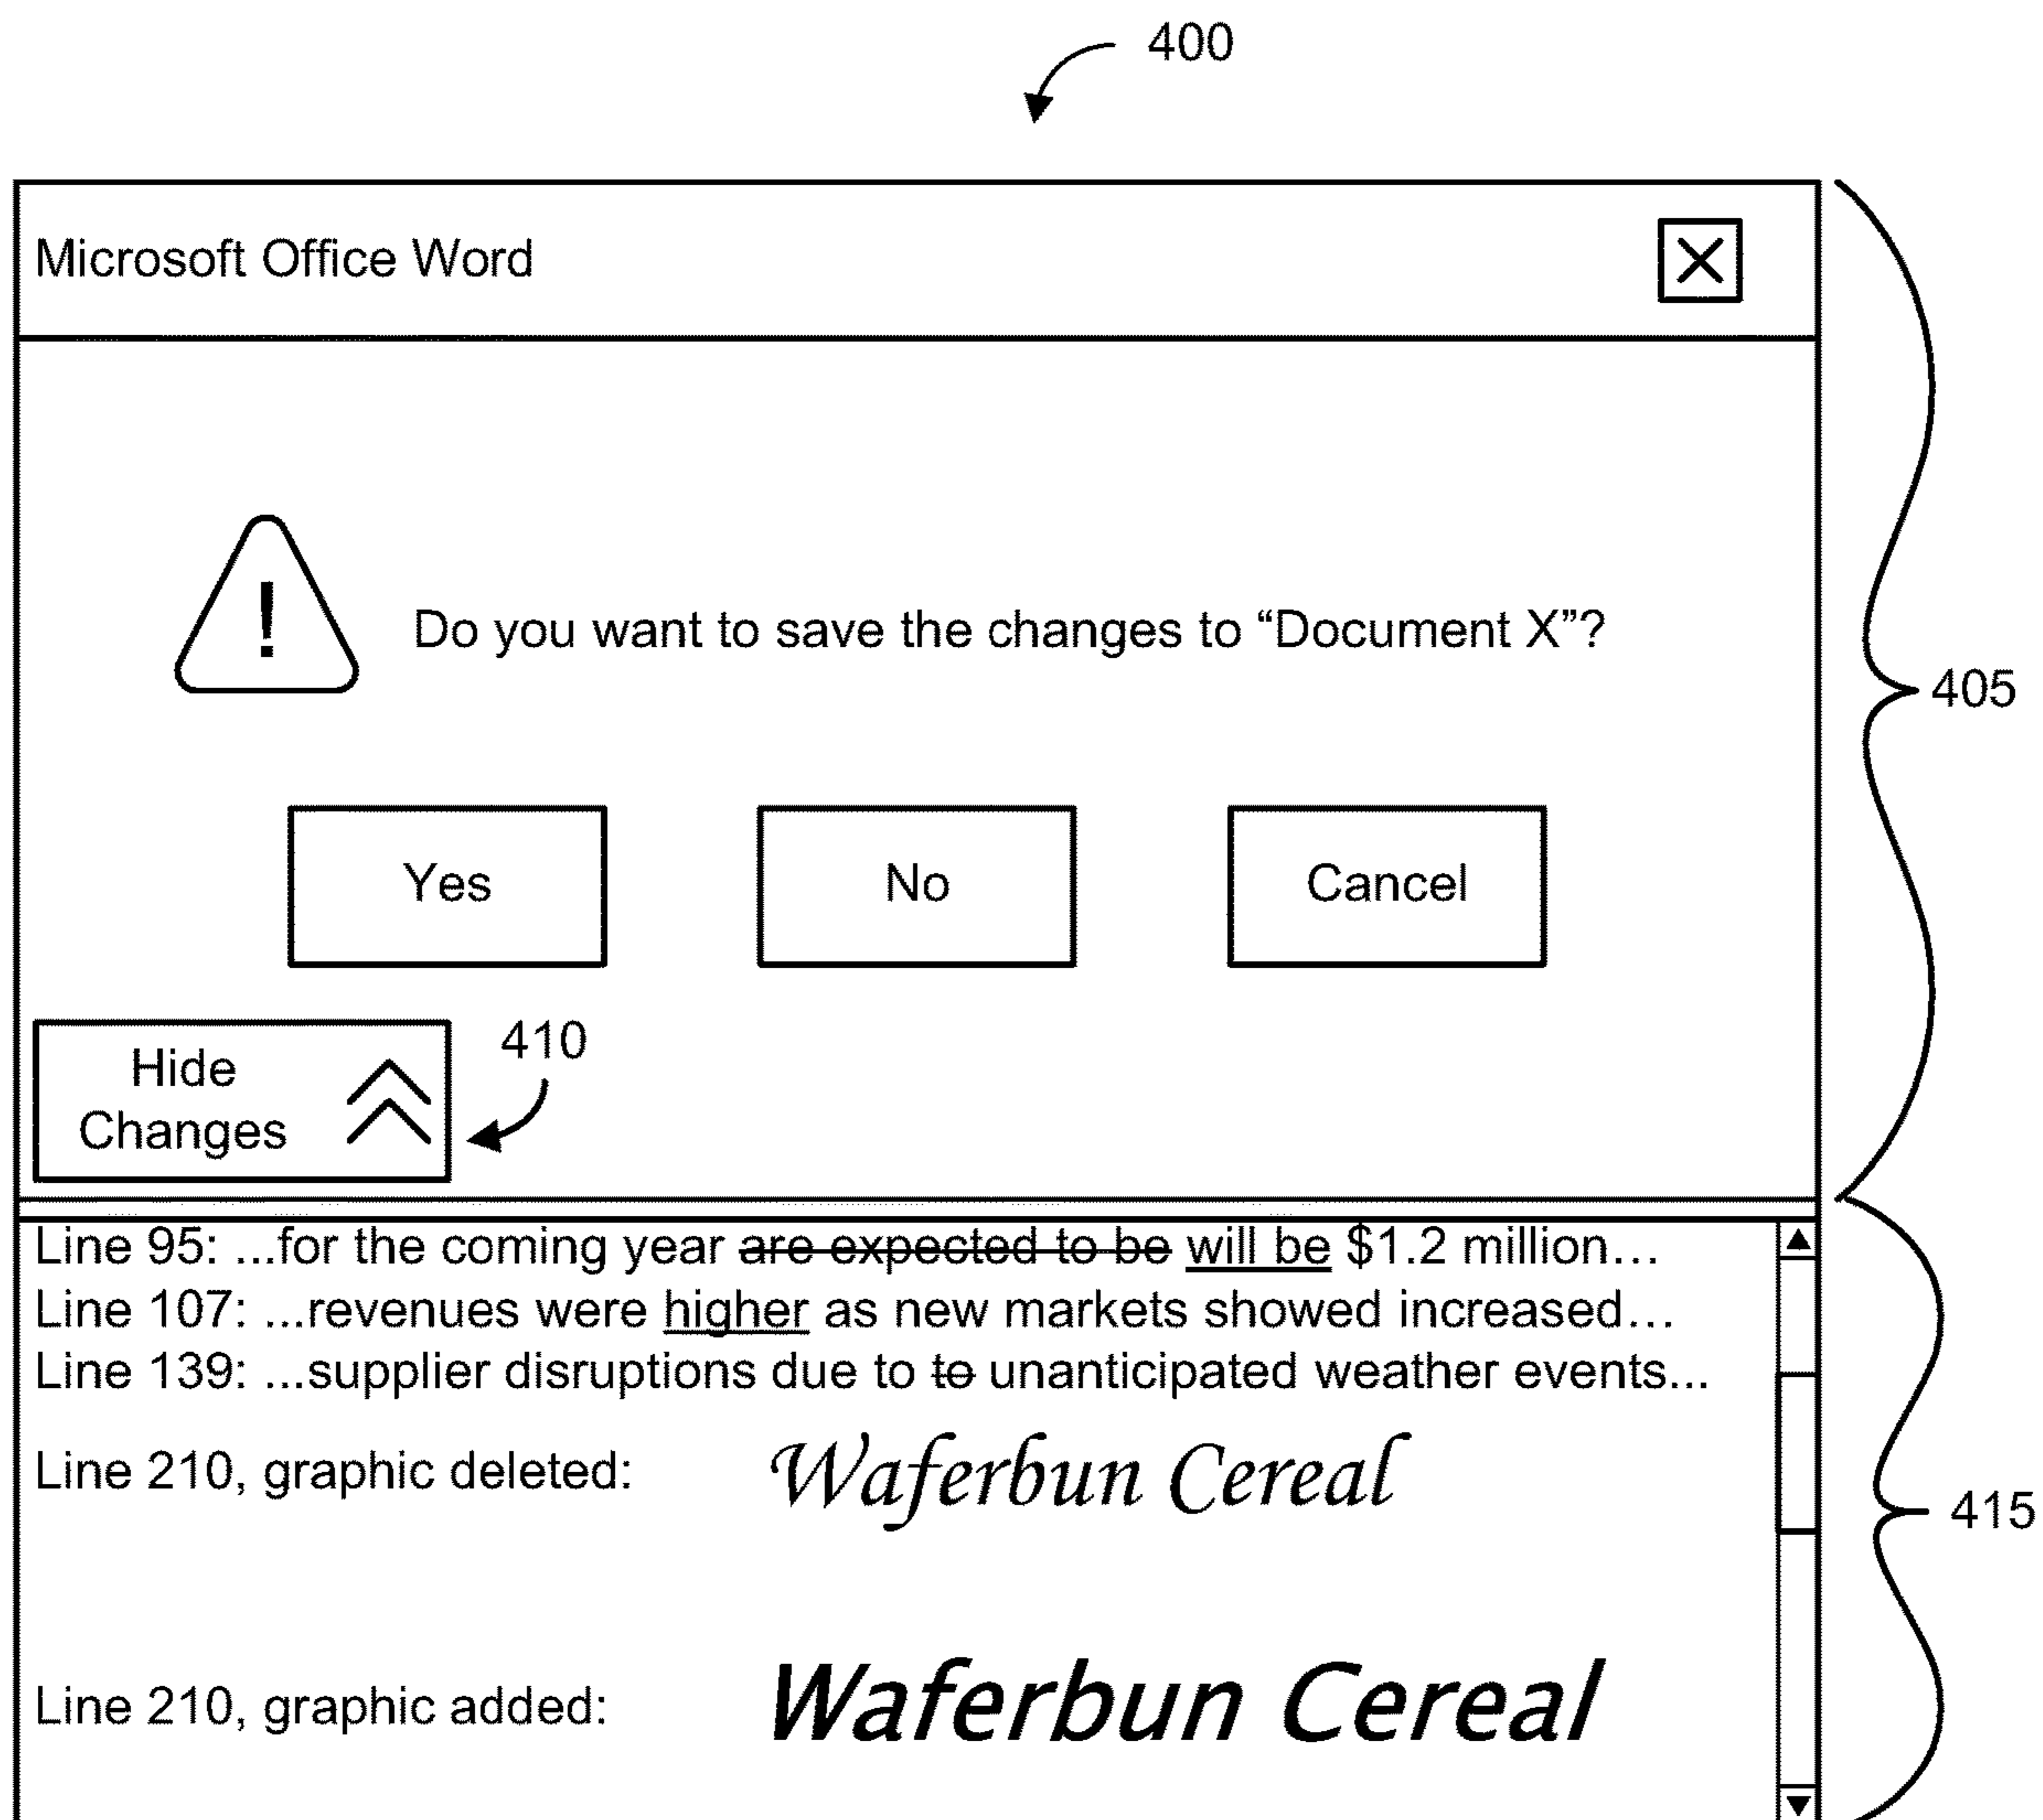 400
Microsoft Office Word
Do you want to save the changes to “Document X”?
405
Yes
No
Cancel
Hide
Changes
410
Line 95: ...for the coming year are expected to be will be $1.2 million...
Line 107: ...revenues were higher as new markets showed increased...
Line 139: ...supplier disruptions due to to unanticipated weather events...
Line 210, graphic deleted: Waferbun Cereal
415
Line 210, graphic added: Waferbun Cereal